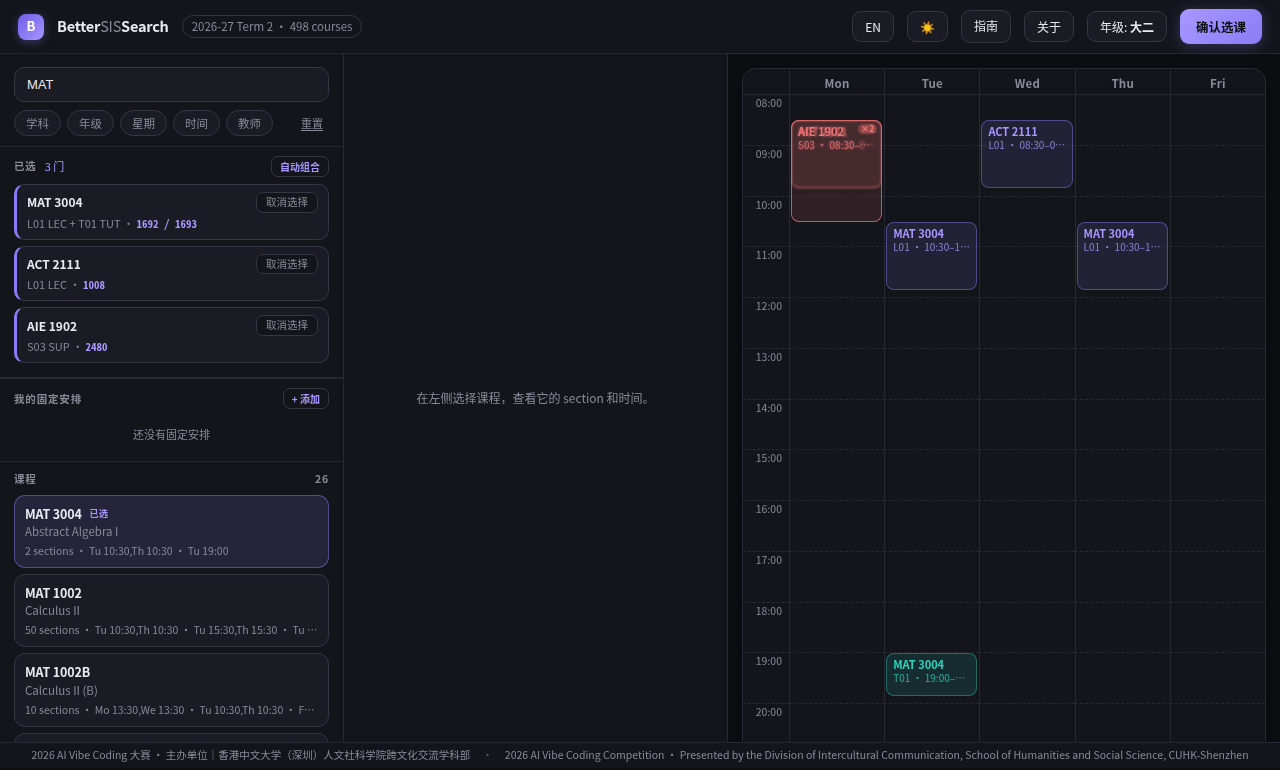 B BetterSISSearch 2026-27 Term 2 • 498 courses EN 指南 关于 年级: 大二 确认选课
MAT
学科 年级 星期 时间 教师 重置
已选 3 门 自动组合
MAT 3004 取消选择
L01 LEC + T01 TUT • 1692 / 1693
ACT 2111 取消选择
L01 LEC • 1008
AIE 1902 取消选择
S03 SUP • 2480
我的固定安排 + 添加
还没有固定安排
课程 26
MAT 3004 已选
Abstract Algebra I
2 sections • Tu 10:30,Th 10:30 • Tu 19:00
MAT 1002
Calculus II
50 sections • Tu 10:30,Th 10:30 • Tu 15:30,Th 15:30 • Tu ⋯
MAT 1002B
Calculus II (B)
10 sections • Mo 13:30,We 13:30 • Tu 10:30,Th 10:30 • F⋯
在左侧选择课程，查看它的 section 和时间。
Mon Tue Wed Thu Fri
08:00
AIE 1902 ×2
S03 • 08:30–
ACT 2111
L01 • 08:30–0⋯
09:00
10:00
MAT 3004
L01 • 10:30–1⋯
MAT 3004
L01 • 10:30–1⋯
11:00
12:00
13:00
14:00
15:00
16:00
17:00
18:00
19:00
MAT 3004
T01 • 19:00–⋯
20:00
2026 AI Vibe Coding 大赛 • 主办单位｜香港中文大学（深圳）人文社科学院跨文化交流学科部 • 2026 AI Vibe Coding Competition • Presented by the Division of Intercultural Communication, School of Humanities and Social Science, CUHK-Shenzhen